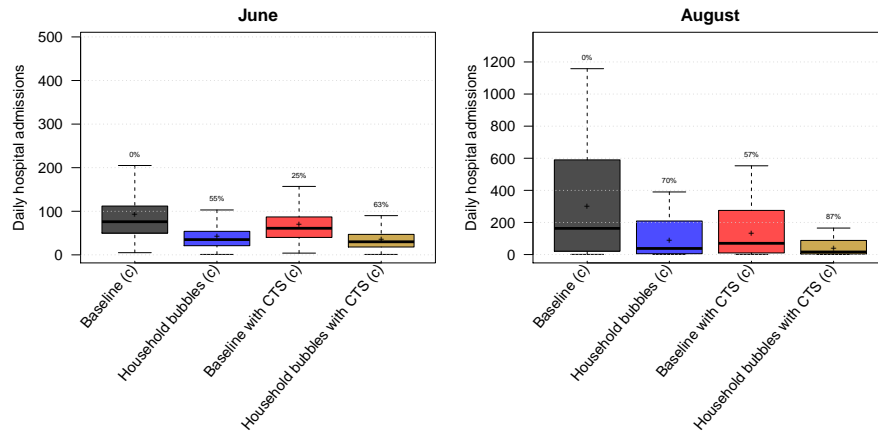 June
Daily hospital admissions
500
400
300
200
100
0
0%
55%
25%
63%
Baseline (c)
Household bubbles (c)
Baseline with CTS (c)
Household bubbles with CTS (c)
August
Daily hospital admissions
1200
1000
800
600
400
200
0
0%
70%
57%
87%
Baseline (c)
Household bubbles (c)
Baseline with CTS (c)
Household bubbles with CTS (c)